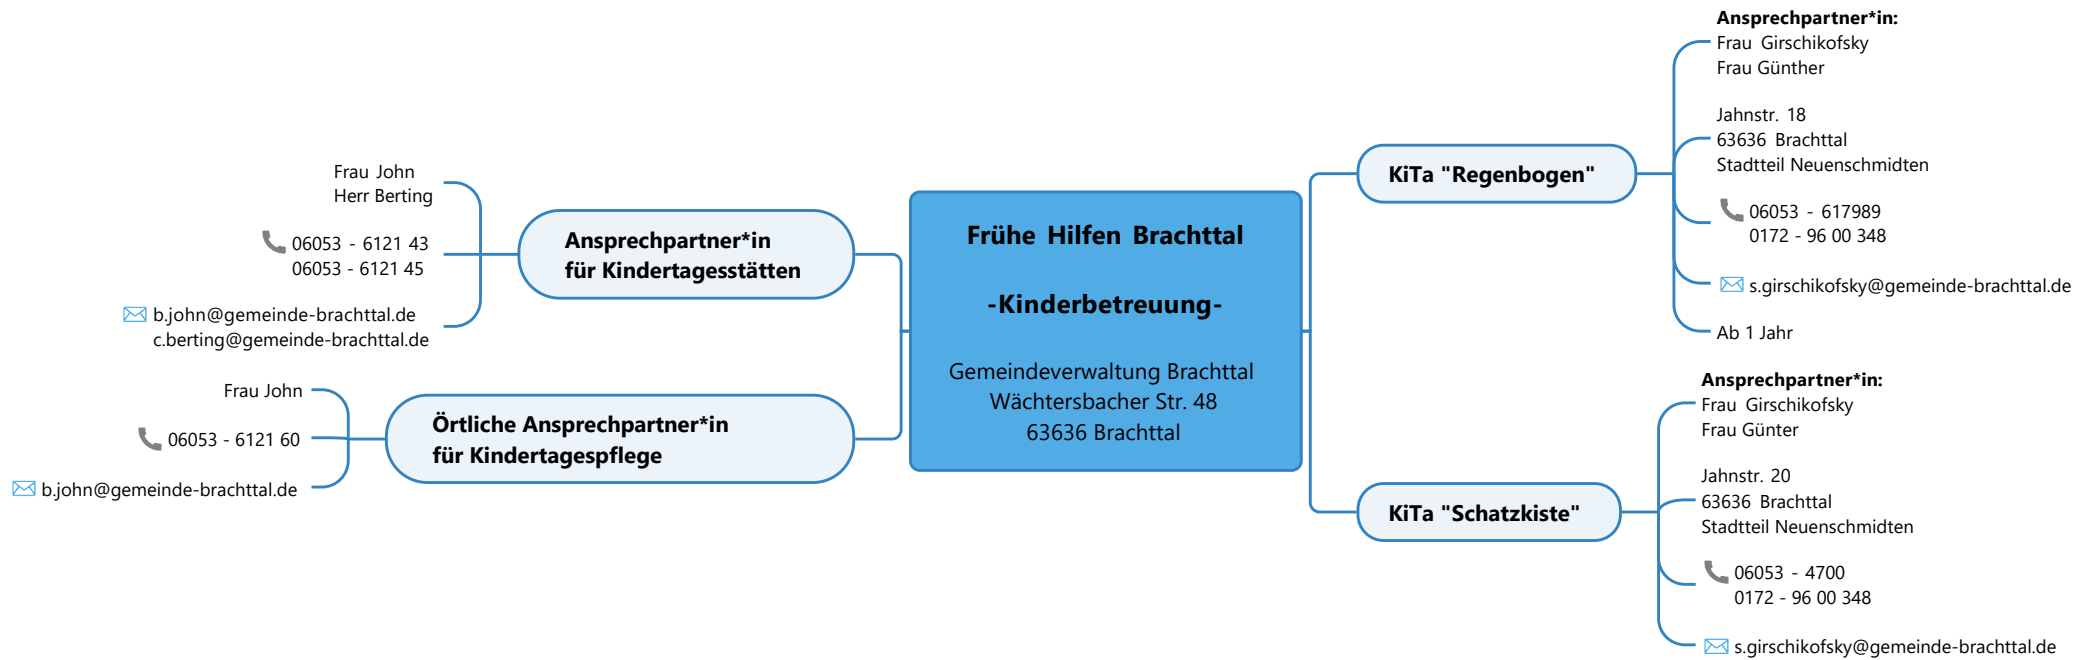 Frühe Hilfen Brachttal
-Kinderbetreuung-
Gemeindeverwaltung Brachttal
Wächtersbacher Str. 48
63636 Brachttal
Ansprechpartner*in
für Kindertagesstätten
Frau John
Herr Berting
06053 - 6121 43
06053 - 6121 45
b.john@gemeinde-brachttal.de
c.berting@gemeinde-brachttal.de
Örtliche Ansprechpartner*in
für Kindertagespflege
Frau John
06053 - 6121 60
b.john@gemeinde-brachttal.de
KiTa "Regenbogen"
Ansprechpartner*in:
Frau Girschikofsky
Frau Günther
Jahnstr. 18
63636 Brachttal
Stadtteil Neuenschmidten
06053 - 617989
0172 - 96 00 348
s.girschikofsky@gemeinde-brachttal.de
Ab 1 Jahr
KiTa "Schatzkiste"
Ansprechpartner*in:
Frau Girschikofsky
Frau Günter
Jahnstr. 20
63636 Brachttal
Stadtteil Neuenschmidten
06053 - 4700
0172 - 96 00 348
s.girschikofsky@gemeinde-brachttal.de